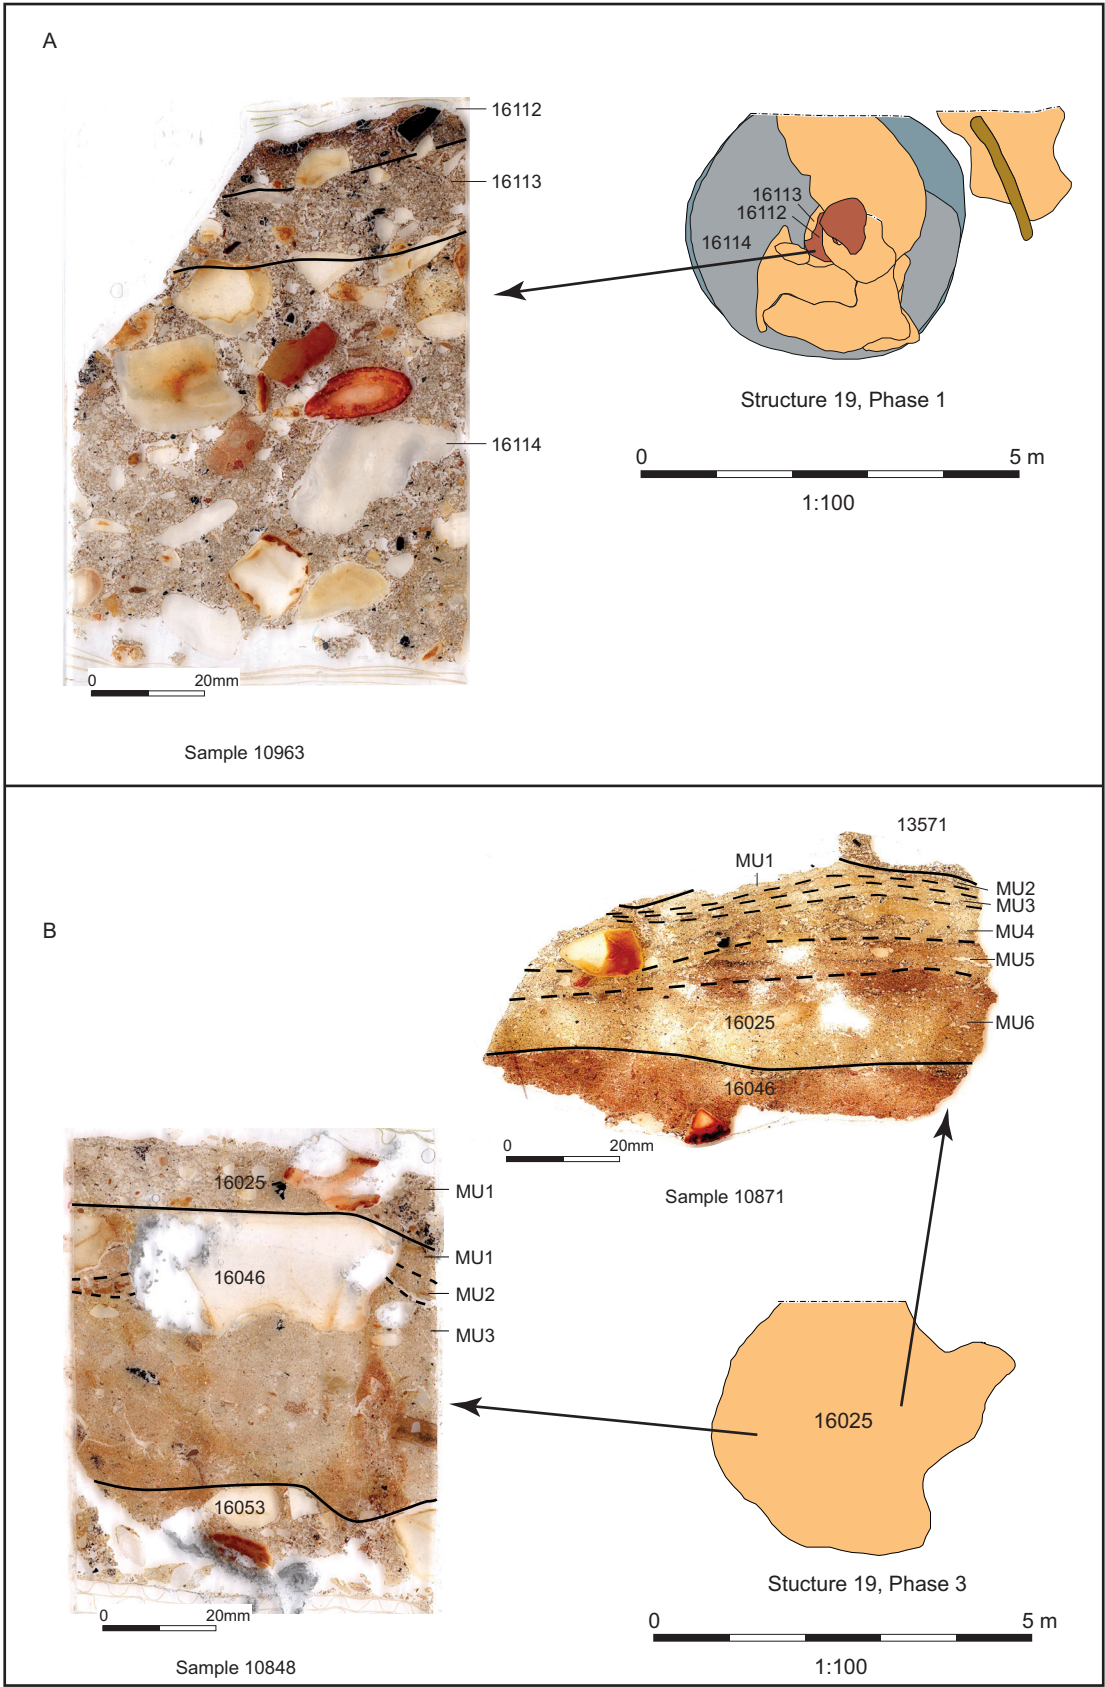 A
16112
16113
16114
0 20mm
Sample 10963
16113
16112
16114
Structure 19, Phase 1
0 5 m
1:100
B
13571
MU1
MU2
MU3
MU4
MU5
16025
MU6
16046
0 20mm
Sample 10871
16025
MU1
MU1
16046
MU2
MU3
16053
0 20mm
Sample 10848
16025
Stucture 19, Phase 3
0 5 m
1:100